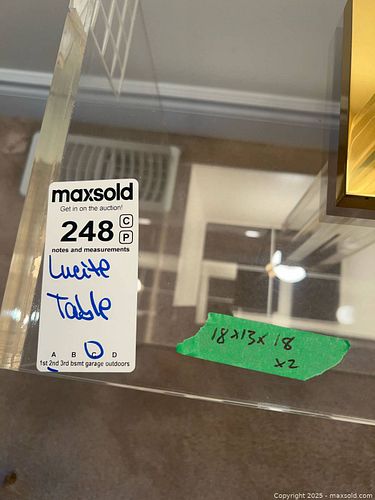 maxsold
Get in on the auction!
248 C
P
notes and measurements
Lucite
Table
A B C D
1st 2nd 3rd bsmt garage outdoors
18x13x18
x2
Copyright 2025 - maxsold.com